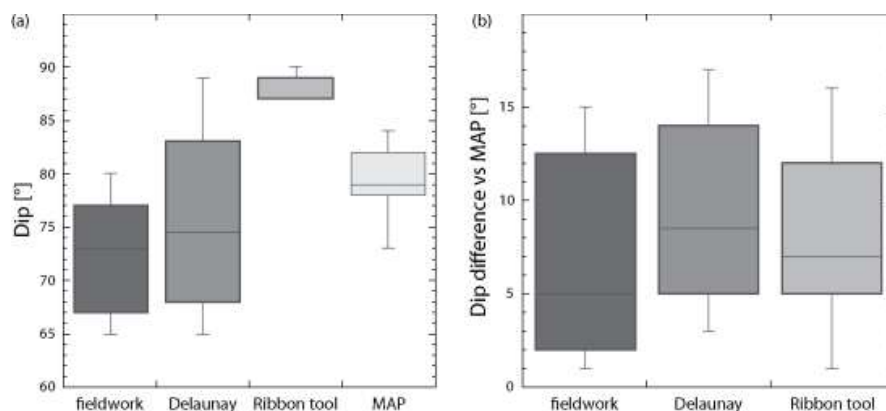 (a)
Dip [°]
90
85
80
75
70
65
60
fieldwork Delaunay Ribbon tool MAP
(b)
Dip difference vs MAP [°]
20
15
10
5
0
fieldwork Delaunay Ribbon tool